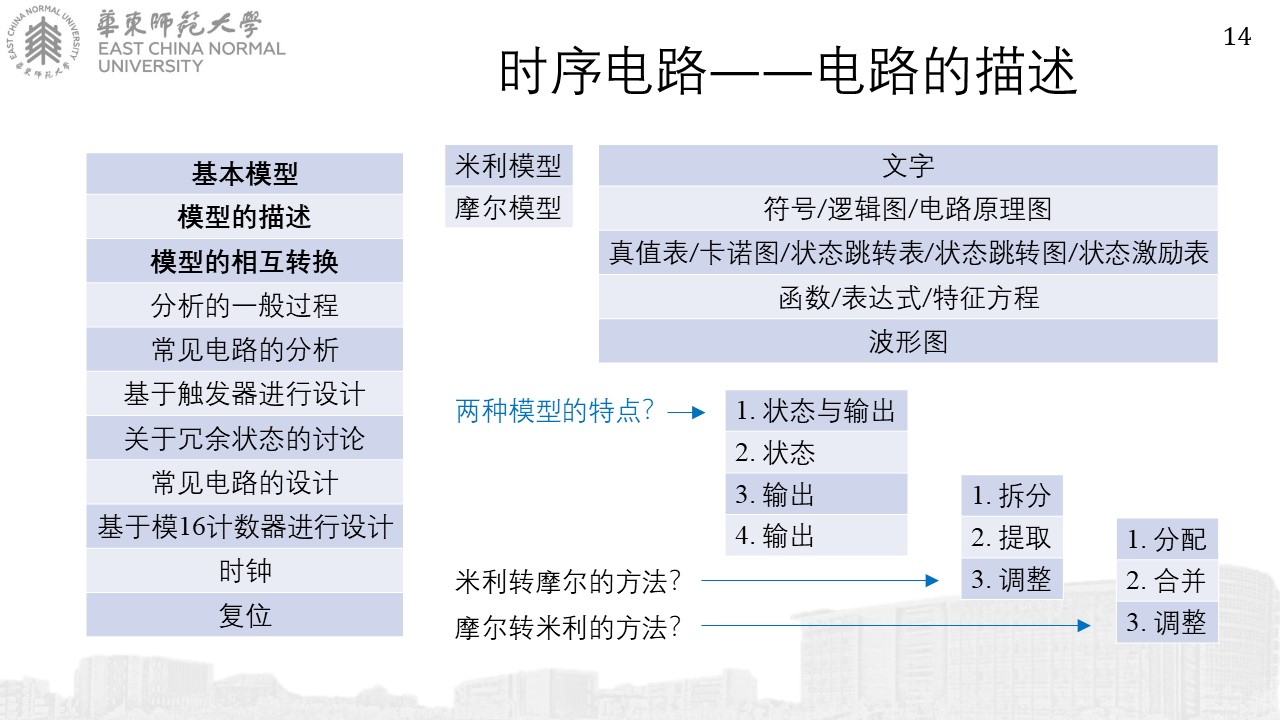 華東師範大學
EAST CHINA NORMAL
UNIVERSITY
EAST CHINA NORMAL UNIVERSITY
華東師範大學
14
时序电路——电路的描述
基本模型
模型的描述
模型的相互转换
分析的一般过程
常见电路的分析
基于触发器进行设计
关于冗余状态的讨论
常见电路的设计
基于模16计数器进行设计
时钟
复位
米利模型
摩尔模型
文字
符号/逻辑图/电路原理图
真值表/卡诺图/状态跳转表/状态跳转图/状态激励表
函数/表达式/特征方程
波形图
两种模型的特点?
1. 状态与输出
2. 状态
3. 输出
4. 输出
米利转摩尔的方法?
1. 拆分
2. 提取
3. 调整
摩尔转米利的方法?
1. 分配
2. 合并
3. 调整